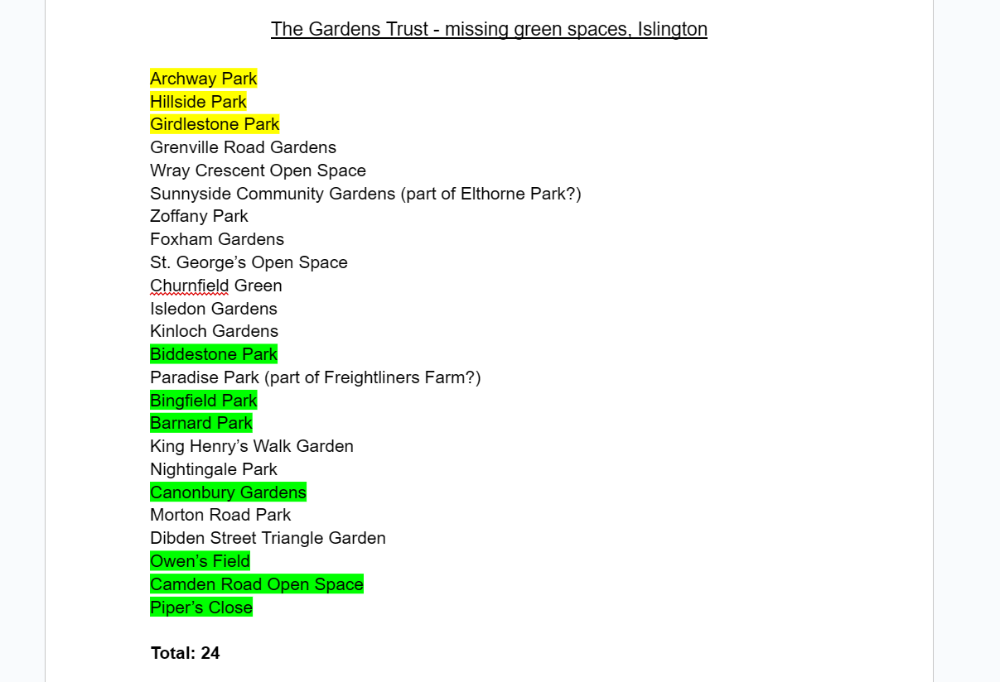 The Gardens Trust - missing green spaces, Islington
Archway Park
Hillside Park
Girdlestone Park
Grenville Road Gardens
Wray Crescent Open Space
Sunnyside Community Gardens (part of Elthorne Park?)
Zoffany Park
Foxham Gardens
St. George’s Open Space
Churnfield Green
Isledon Gardens
Kinloch Gardens
Biddestone Park
Paradise Park (part of Freightliners Farm?)
Bingfield Park
Barnard Park
King Henry’s Walk Garden
Nightingale Park
Canonbury Gardens
Morton Road Park
Dibden Street Triangle Garden
Owen’s Field
Camden Road Open Space
Piper’s Close
Total: 24